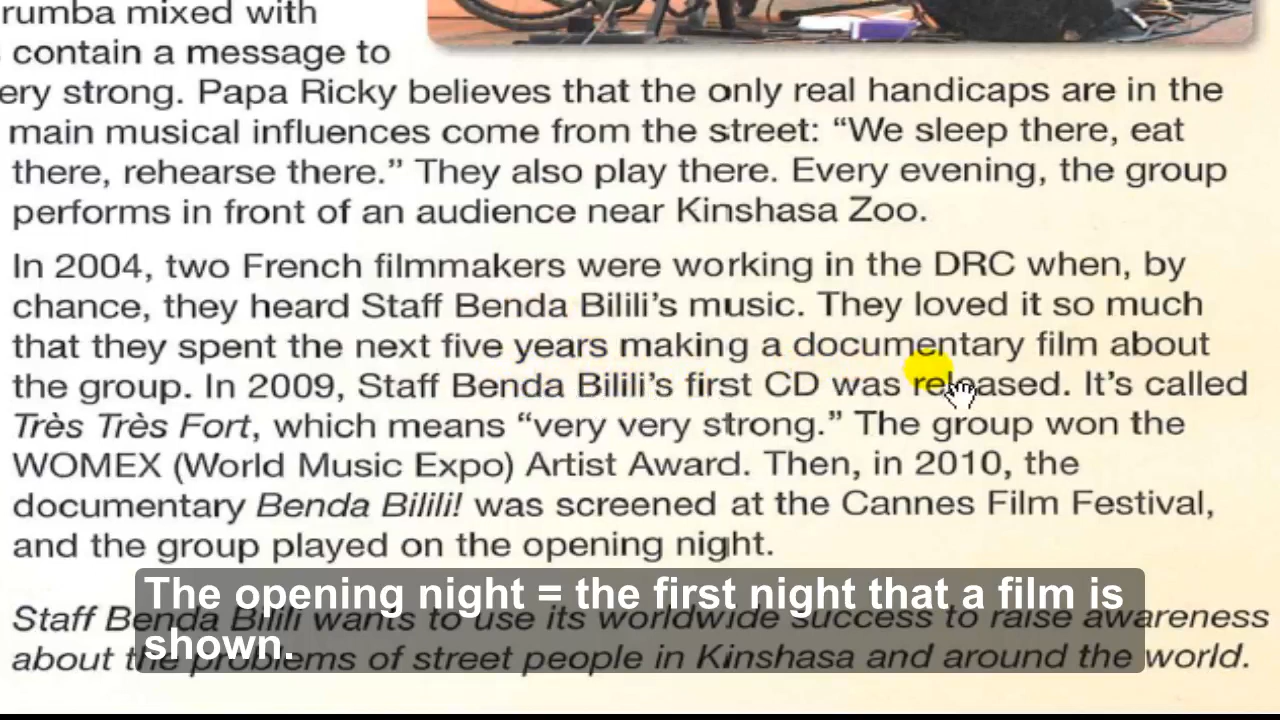 rumba mixed with
contain a message to
ery strong. Papa Ricky believes that the only real handicaps are in the
main musical influences come from the street: “We sleep there, eat
there, rehearse there.” They also play there. Every evening, the group
performs in front of an audience near Kinshasa Zoo.
In 2004, two French filmmakers were working in the DRC when, by
chance, they heard Staff Benda Bilili’s music. They loved it so much
that they spent the next five years making a documentary film about
the group. In 2009, Staff Benda Bilili’s first CD was released. It’s called
Très Très Fort, which means “very very strong.” The group won the
WOMEX (World Music Expo) Artist Award. Then, in 2010, the
documentary Benda Bilili! was screened at the Cannes Film Festival,
and the group played on the opening night.
The opening night = the first night that a film is
shown.
Staff Benda Bilili wants to use its worldwide success to raise awareness
about the problems of street people in Kinshasa and around the world.